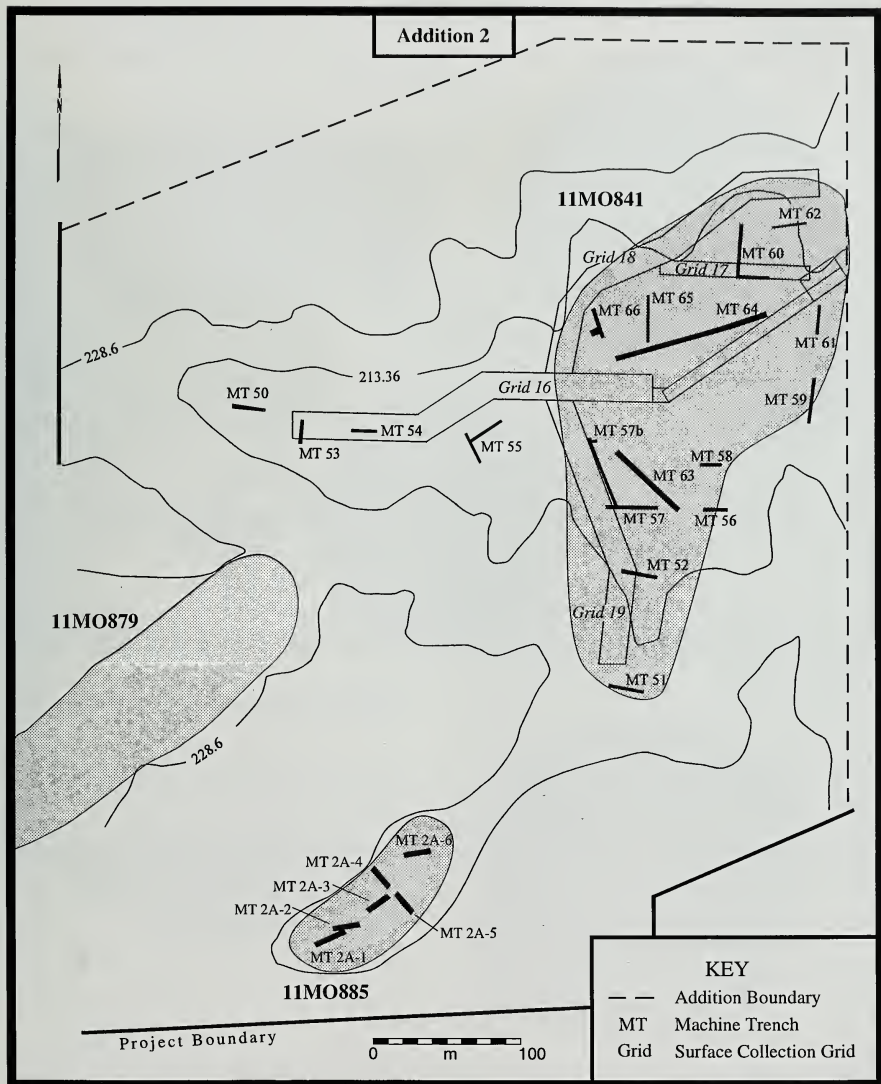 Addition 2
N
11MO841
MT 62
Grid 18
MT 60
Grid 17
MT 65
MT 66
MT 64
MT 61
228.6
213.36
Grid 16
MT 50
MT 59
MT 54
MT 53
MT 55
MT 57b
MT 58
MT 63
MT 57
MT 56
MT 52
11MO879
Grid 19
MT 51
228.6
MT 2A-6
MT 2A-4
MT 2A-3
MT 2A-2
MT 2A-5
MT 2A-1
11MO885
KEY
Addition Boundary
MT Machine Trench
Grid Surface Collection Grid
Project Boundary
0 m 100